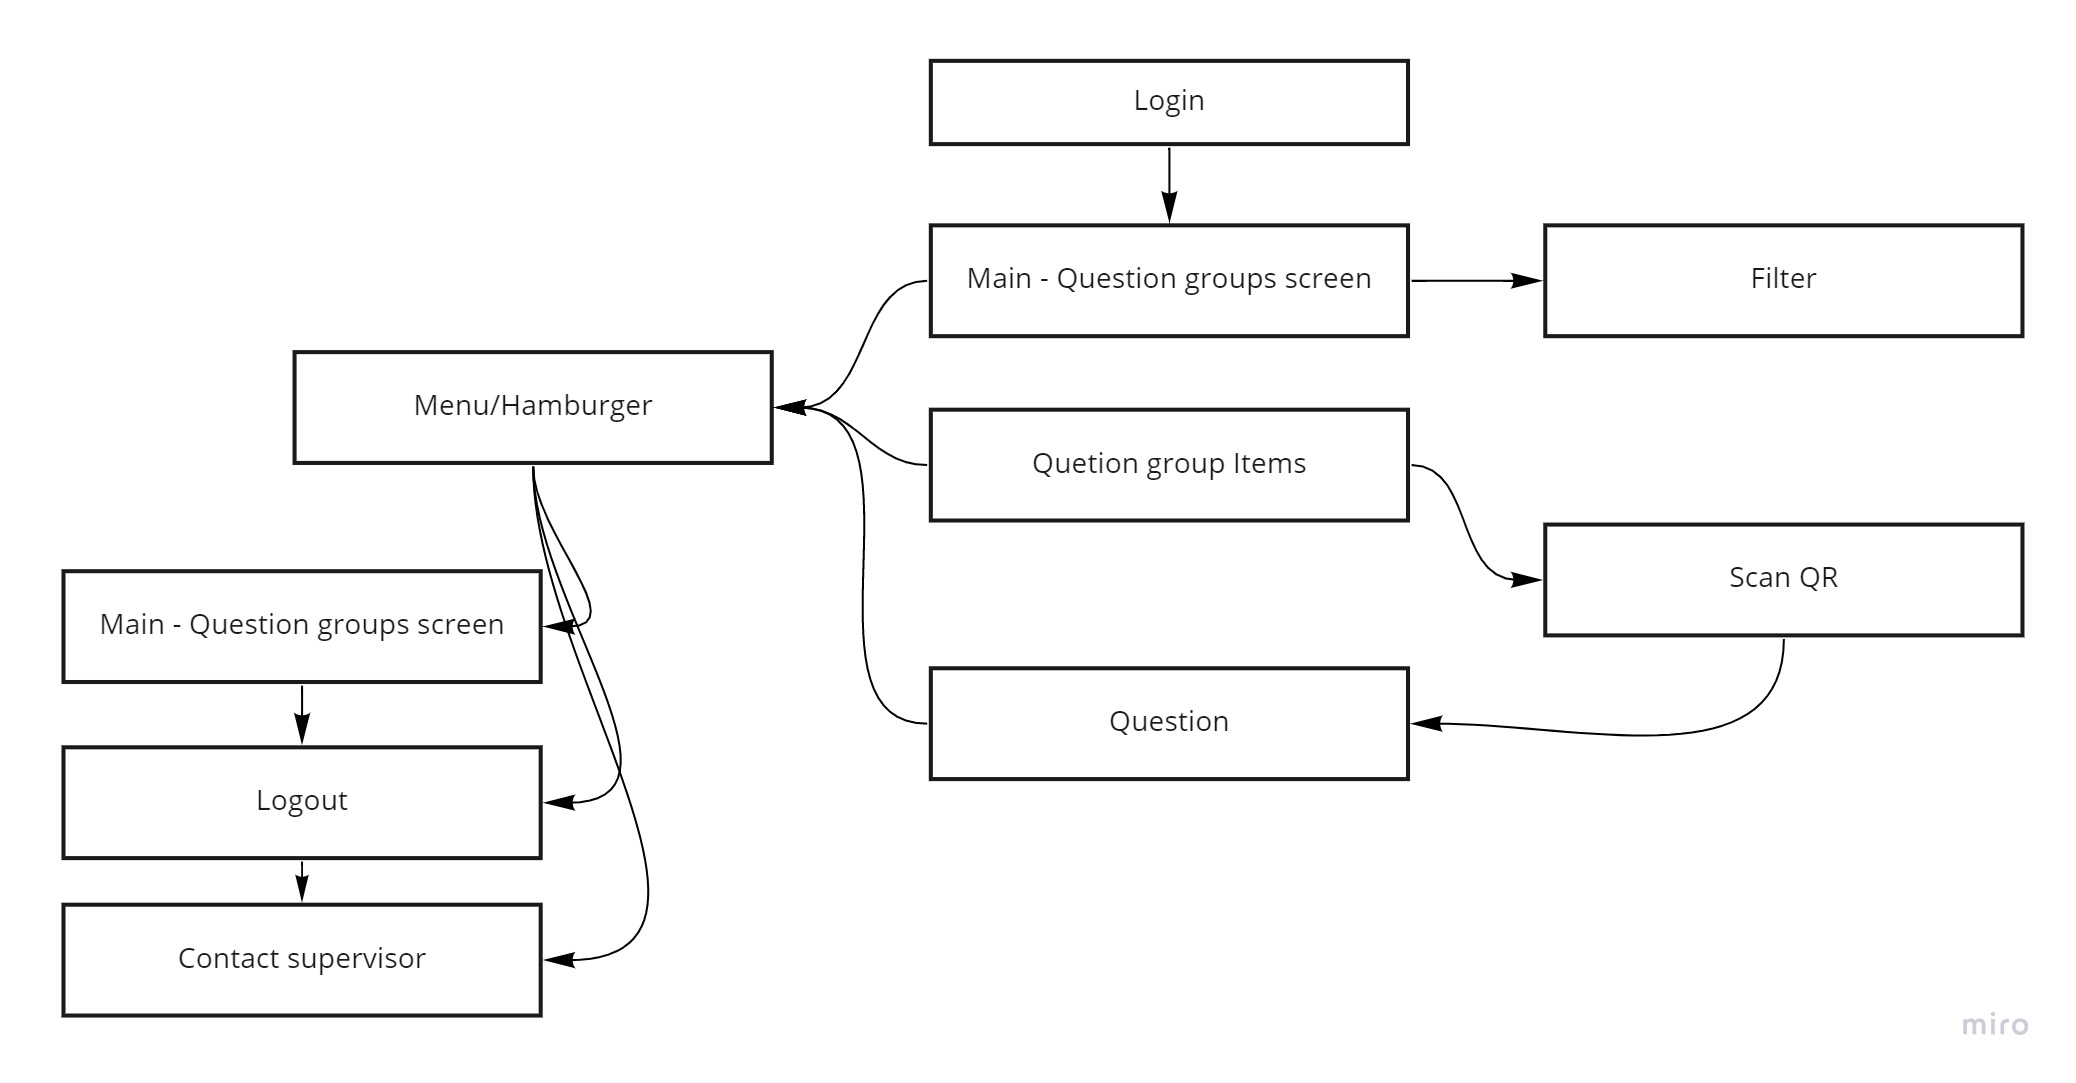 Login
Main - Question groups screen
Filter
Menu/Hamburger
Quetion group Items
Scan QR
Main - Question groups screen
Question
Logout
Contact supervisor
miro